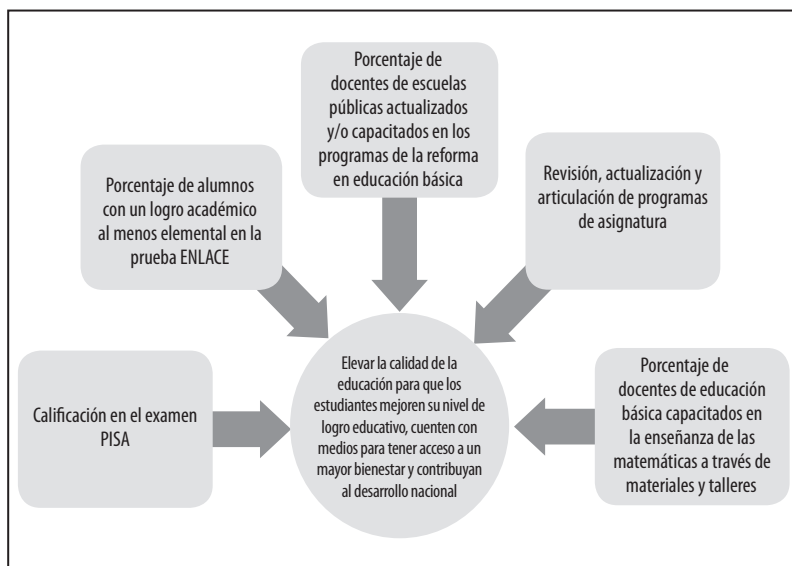 Porcentaje de
docentes de escuelas
públicas actualizados
y/o capacitados en los
programas de la reforma
en educación básica
Porcentaje de alumnos
con un logro académico
al menos elemental en la
prueba ENLACE
Revisión, actualización y
articulación de programas
de asignatura
Calificación en el examen
PISA
Elevar la calidad de la
educación para que los
estudiantes mejoren su nivel de
logro educativo, cuenten con
medios para tener acceso a un
mayor bienestar y contribuyan
al desarrollo nacional
Porcentaje de
docentes de educación
básica capacitados en
la enseñanza de las
matemáticas a través de
materiales y talleres